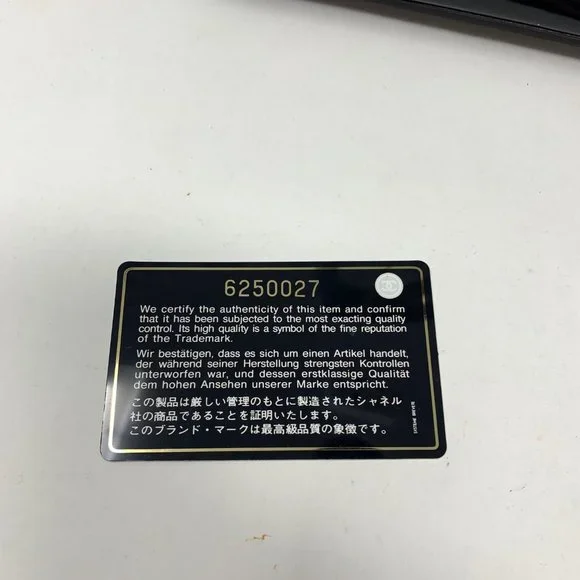 6250027
We certify the authenticity of this item and confirm
that it has been subjected to the most exacting quality
control. Its high quality is a symbol of the fine reputation
of the Trademark.
Wir bestätigen, dass es sich um einen Artikel handelt,
der während seiner Herstellung strengsten Kontrollen
unterworfen war, und dessen erstklassige Qualität
dem hohen Ansehen unserer Marke entspricht.
この製品は厳しい管理のもとに製造されたシャネル
社の商品であることを証明いたします。
このブランド・マークは最高級品質の象徴です。